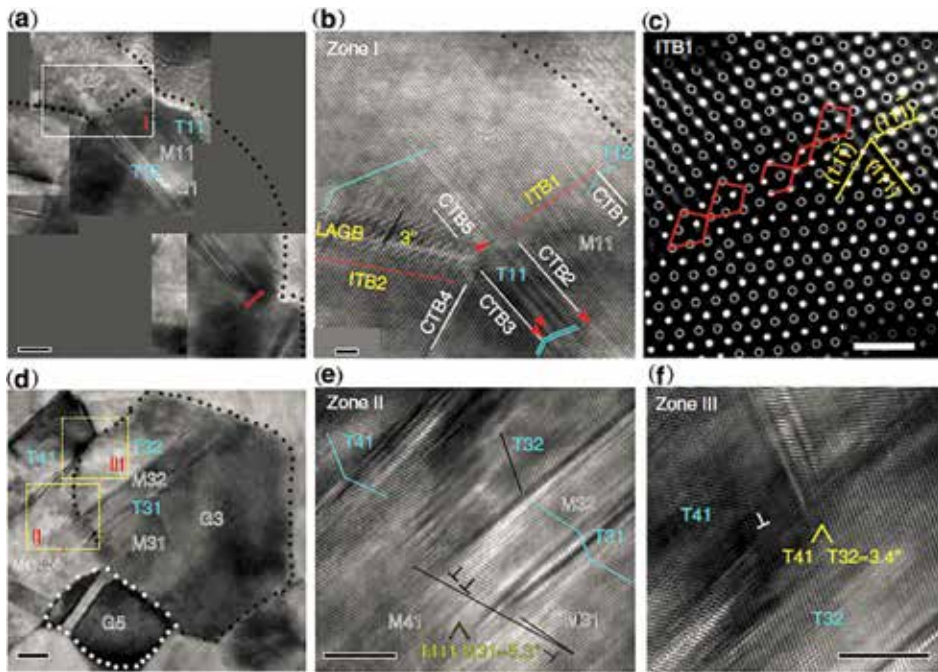 (a)
G2
I
T11
M11
(b)
Zone I
T12
ITB1
CTB1
CTB5
LAGB
3°
M11
CTB2
T11
ITB2
CTB4
CTB3
(c)
ITB1
(d)
T41
T32
III
M32
T31
G3
II
M31
G5
(e)
Zone II
T41
T32
M32
T31
M41
M31
(f)
Zone III
T41
T41 T32=3.4°
T32